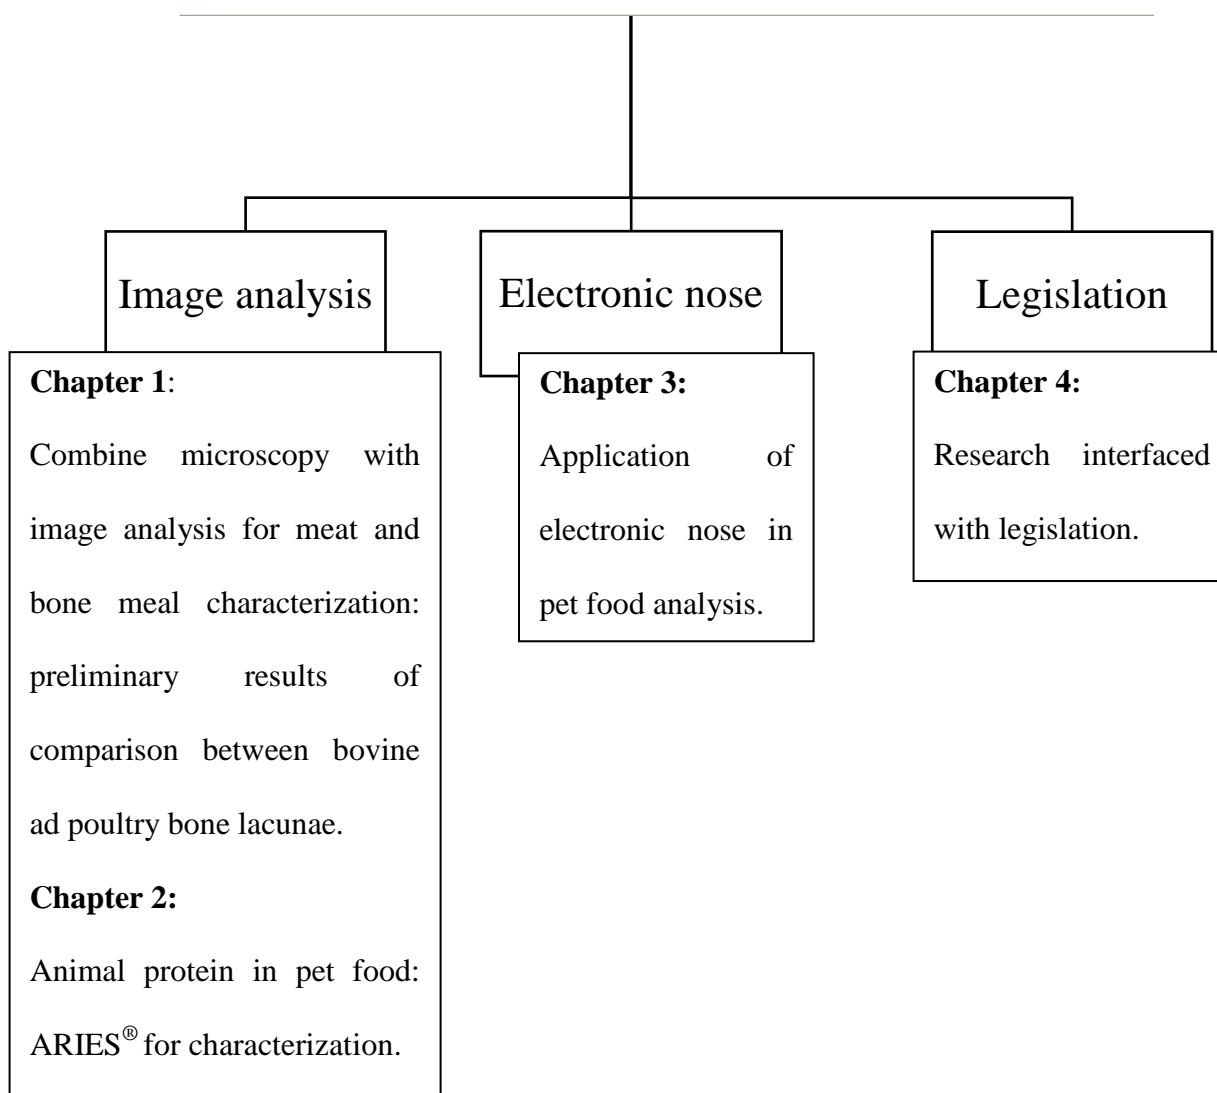 Image analysis
Electronic nose
Legislation
Chapter 1:
Combine microscopy with
image analysis for meat and
bone meal characterization:
preliminary results of
comparison between bovine
ad poultry bone lacunae.
Chapter 2:
Animal protein in pet food:
ARIES® for characterization.
Chapter 3:
Application of
electronic nose in
pet food analysis.
Chapter 4:
Research interfaced
with legislation.